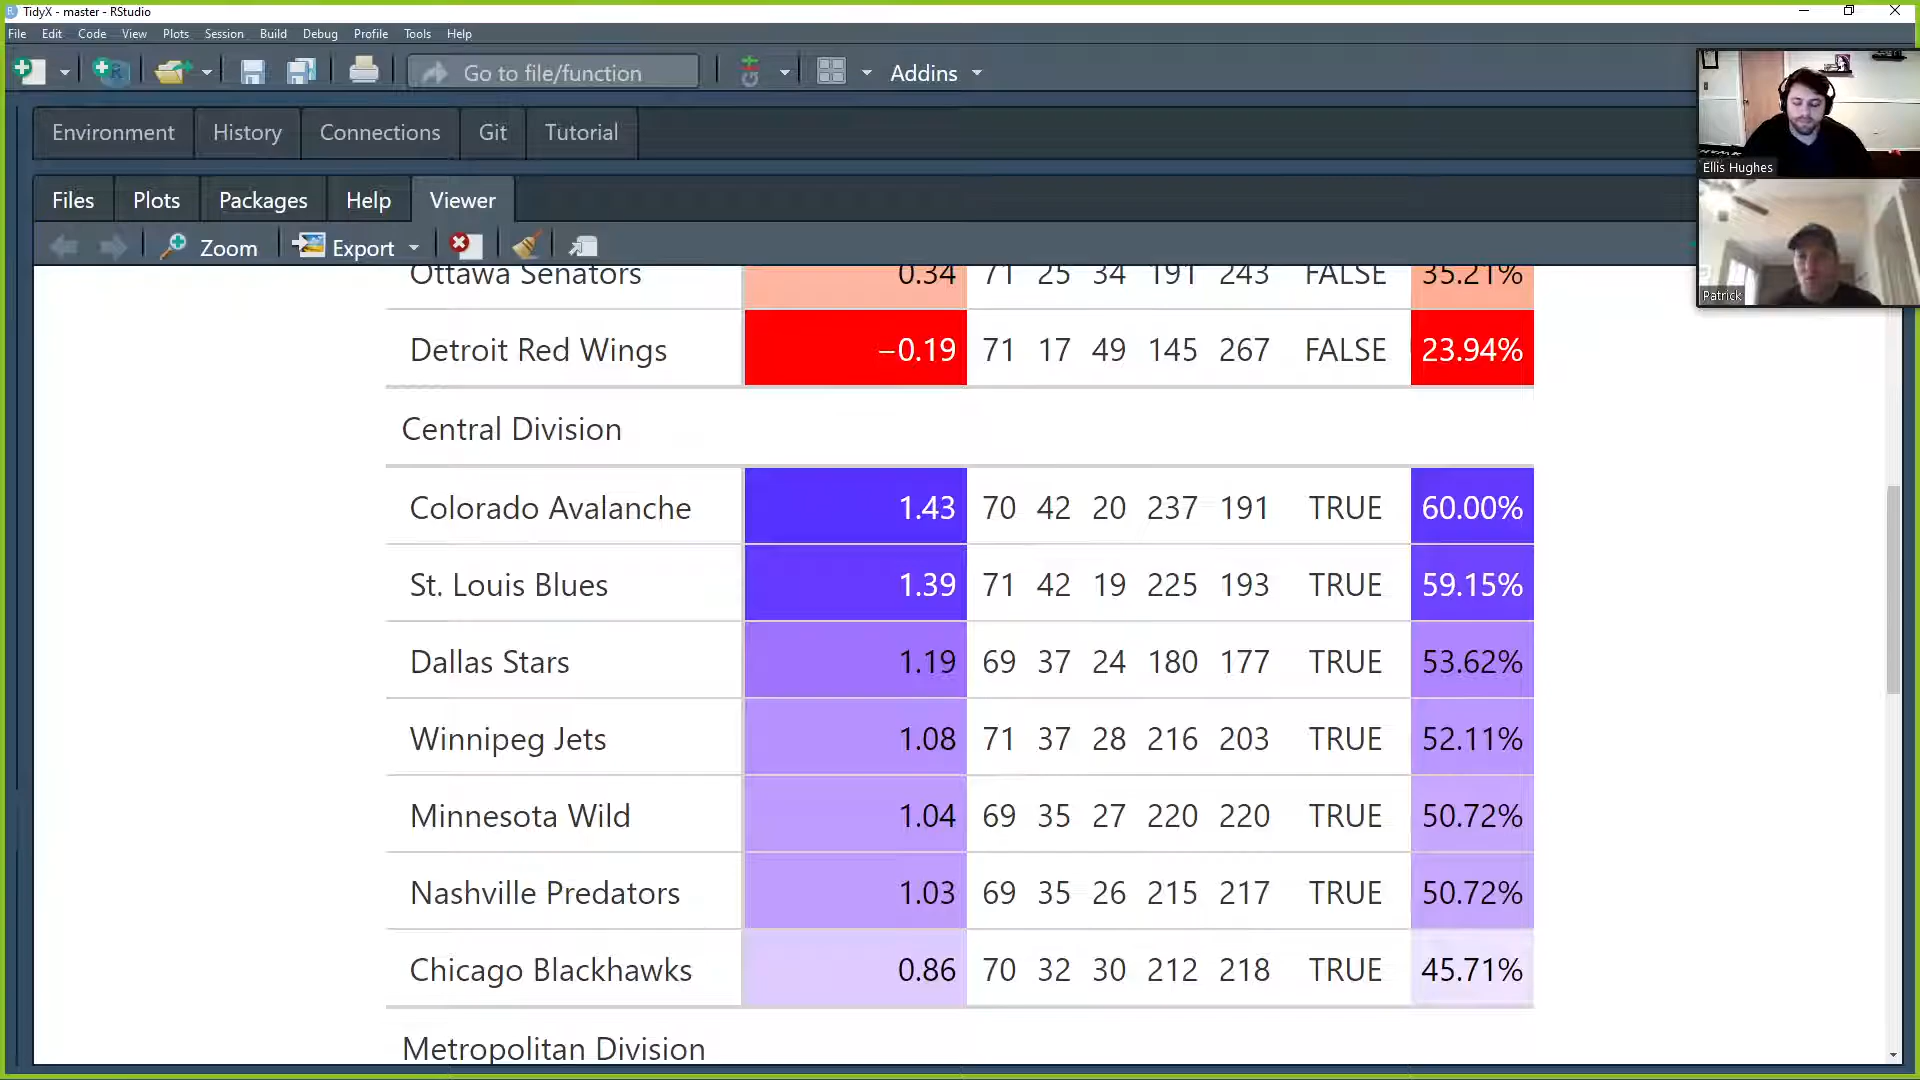 TidyX - master - RStudio
File Edit Code View Plots Session Build Debug Profile Tools Help
Go to file/function Addins
Environment History Connections Git Tutorial
Files Plots Packages Help Viewer
Zoom Export
Ellis Hughes
Patrick
Ottawa Senators 0.34 71 25 34 191 243 FALSE 35.21%
Detroit Red Wings −0.19 71 17 49 145 267 FALSE 23.94%
Central Division
Colorado Avalanche 1.43 70 42 20 237 191 TRUE 60.00%
St. Louis Blues 1.39 71 42 19 225 193 TRUE 59.15%
Dallas Stars 1.19 69 37 24 180 177 TRUE 53.62%
Winnipeg Jets 1.08 71 37 28 216 203 TRUE 52.11%
Minnesota Wild 1.04 69 35 27 220 220 TRUE 50.72%
Nashville Predators 1.03 69 35 26 215 217 TRUE 50.72%
Chicago Blackhawks 0.86 70 32 30 212 218 TRUE 45.71%
Metropolitan Division